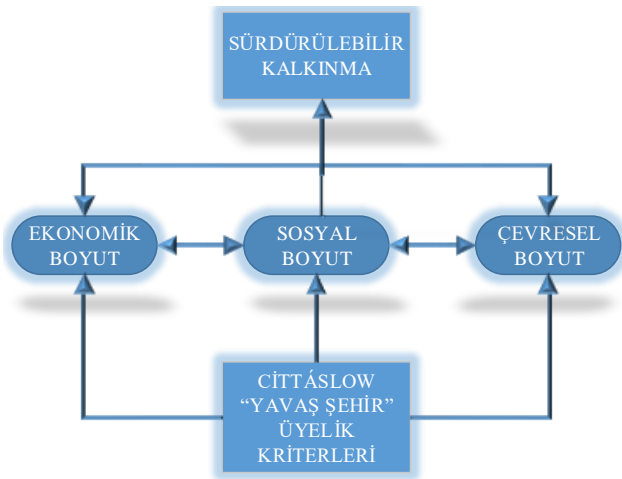 SÜRDÜRÜLEBİLİR
KALKINMA
EKONOMİK
BOYUT
SOSYAL
BOYUT
ÇEVRESEL
BOYUT
CİTTÁSLOW
“YAVAŞ ŞEHİR”
ÜYELİK
KRİTERLERİ